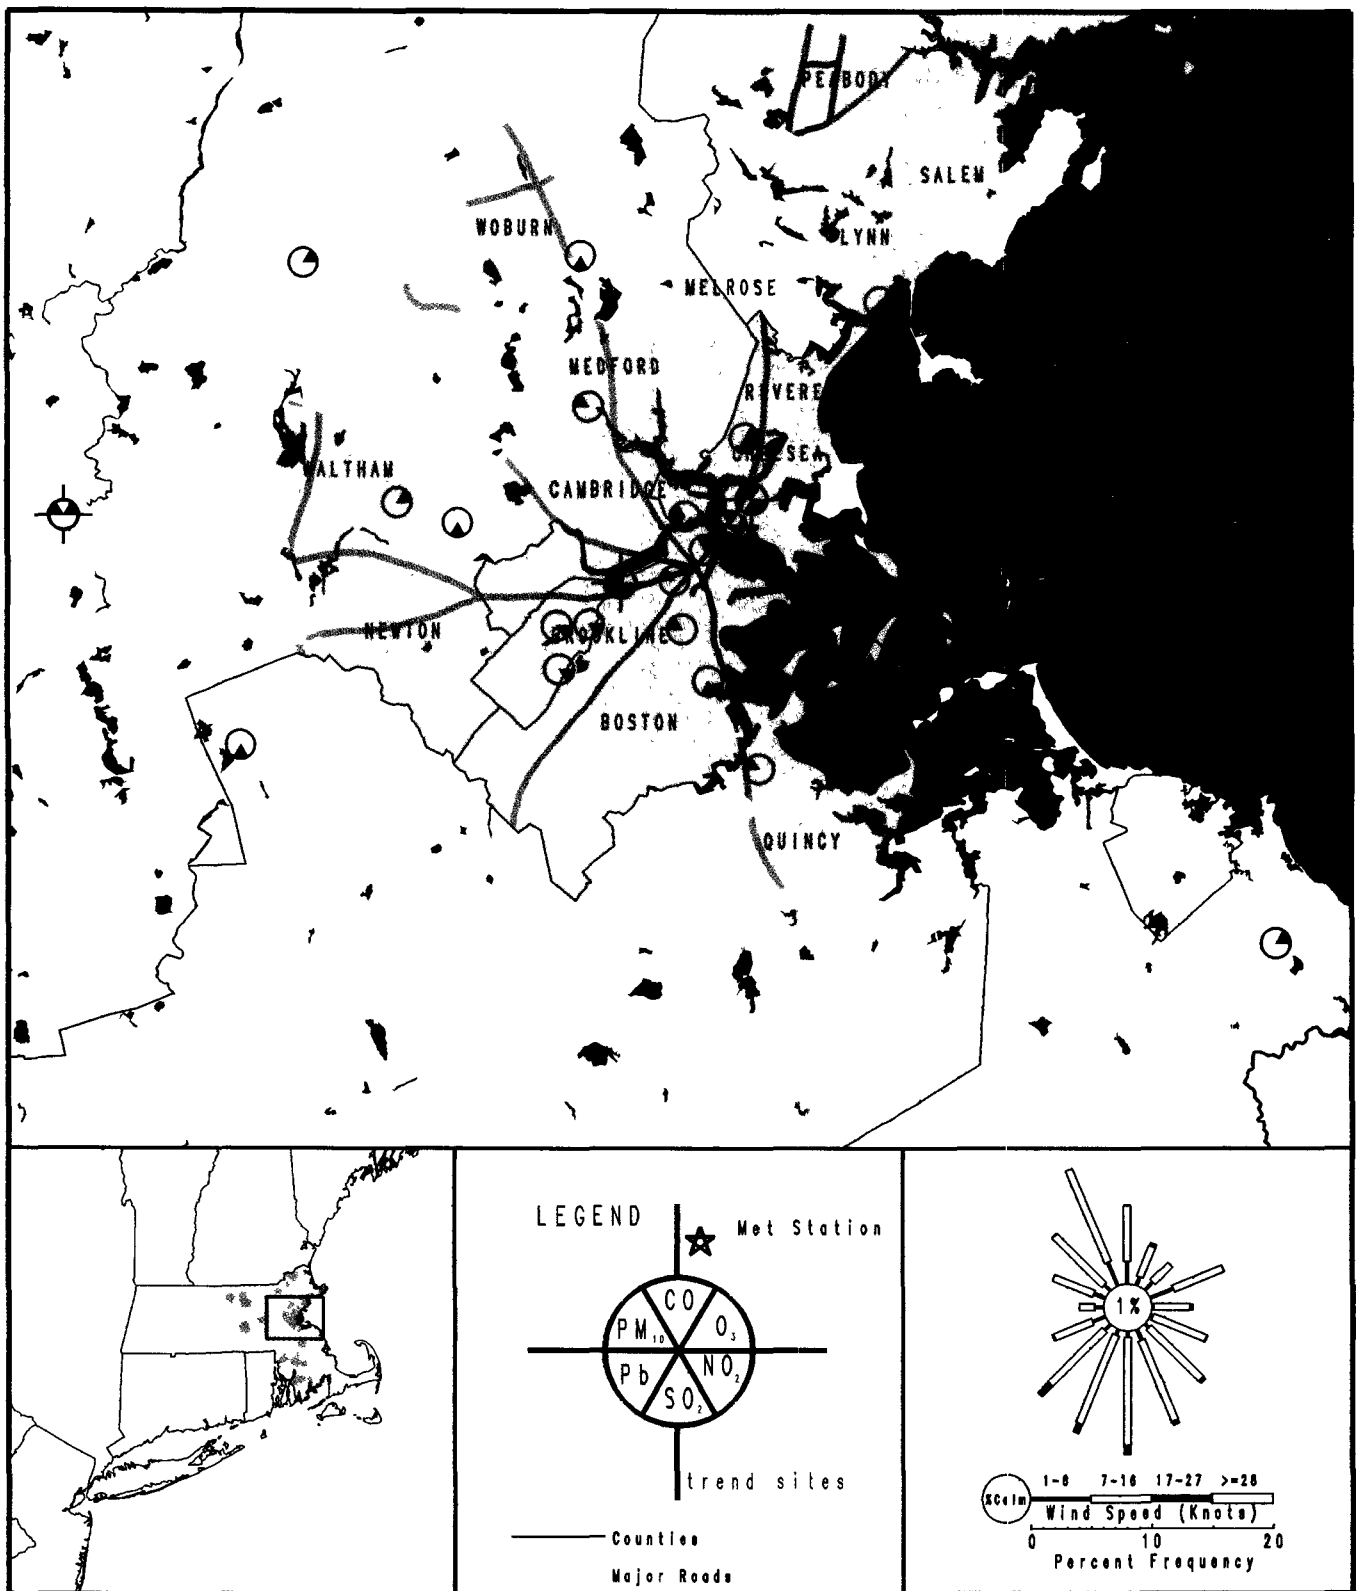 PEABODY
SALEM
WOBURN
LYNN
MELROSE
MEDFORD
REVERE
CHELSEA
WALTHAM
CAMBRIDGE
NEWTON
BROOKLINE
BOSTON
QUINCY
LEGEND
Met Station
CO
PM10
O3
Pb
NO2
SO2
trend sites
Counties
Major Roads
1%
%Calm
1-6 7-16 17-27 >=28
Wind Speed (Knots)
0 10 20
Percent Frequency